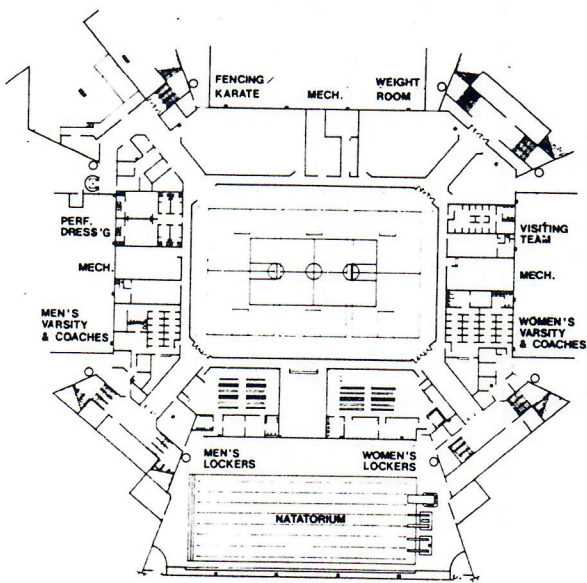 FENCING/
KARATE
MECH.
WEIGHT
ROOM
PERF.
DRESS'G
VISITING
TEAM
MECH.
MECH.
MEN'S
VARSITY
& COACHES
WOMEN'S
VARSITY
& COACHES
MEN'S
LOCKERS
WOMEN'S
LOCKERS
NATATORIUM